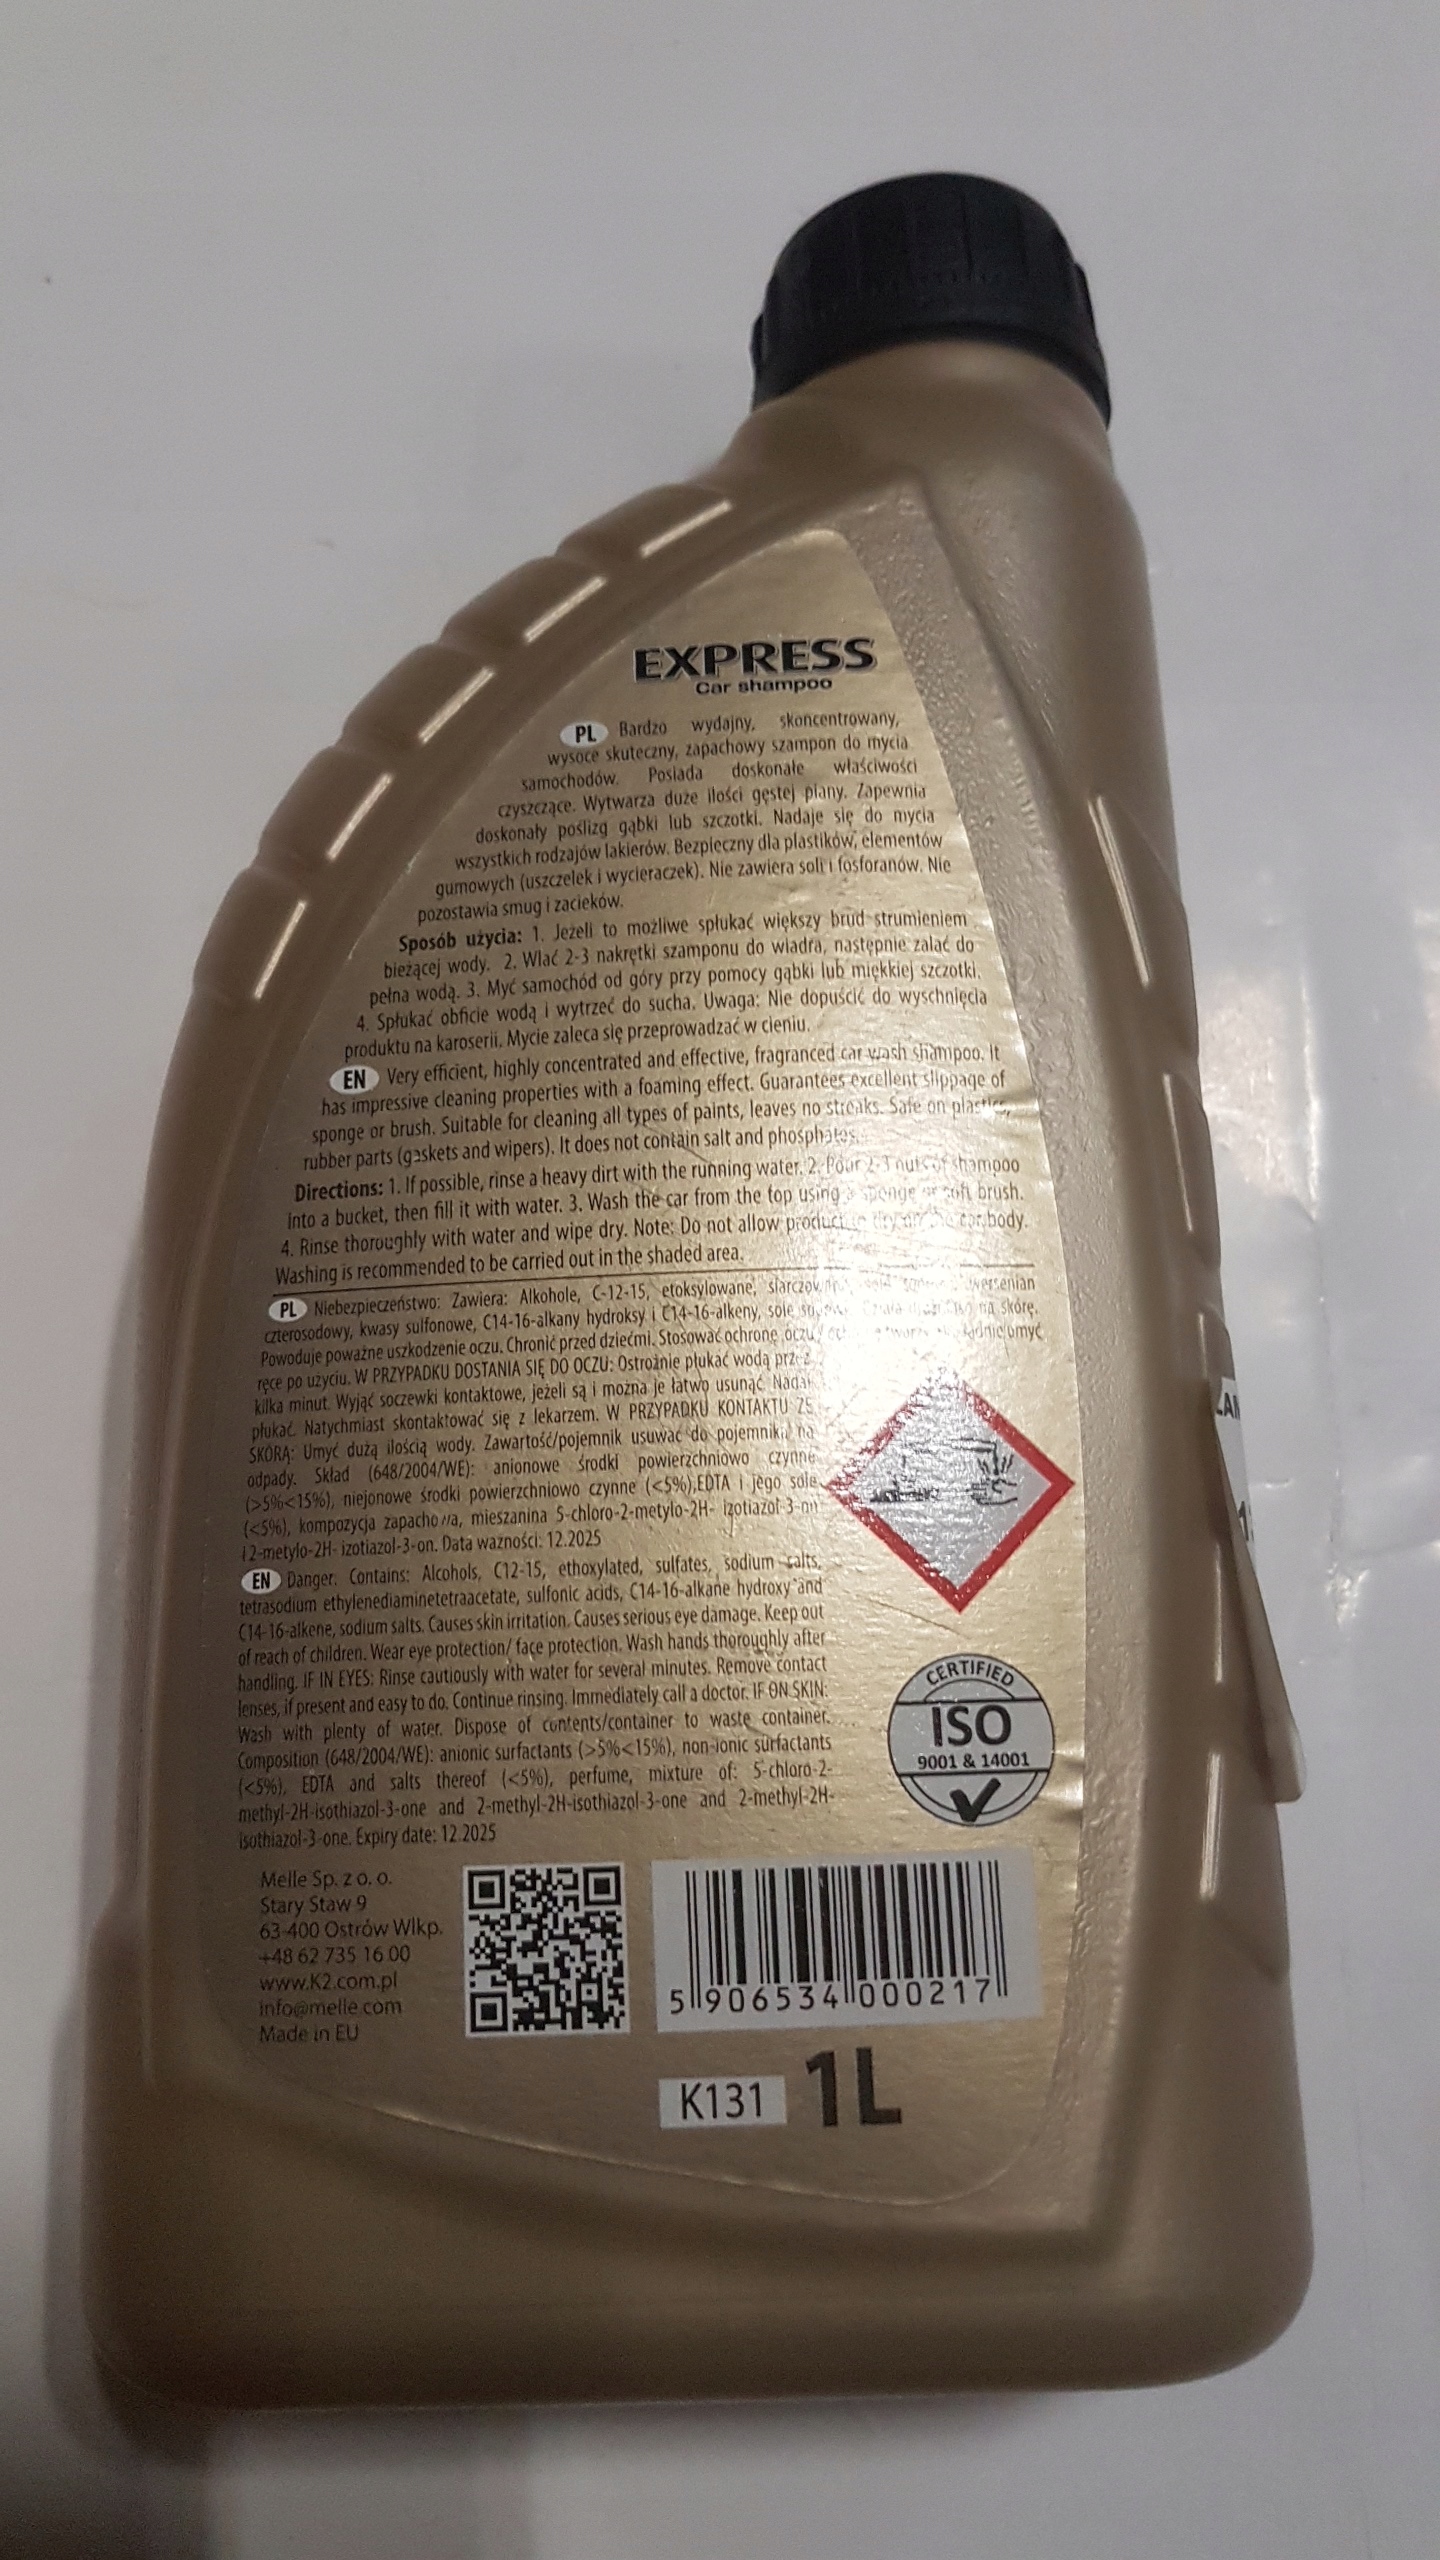 EXPRESS
Car shampoo
PL Bardzo wydajny, skoncentrowany,
wysoce skuteczny, zapachowy szampon do mycia
samochodów. Posiada doskonałe właściwości
czyszczące. Wytwarza duże ilości gęstej piany. Zapewnia
doskonały poślizg gąbki lub szczotki. Nadaje się do mycia
wszystkich rodzajów lakierów. Bezpieczny dla plastików, elementów
gumowych (uszczelek i wycieraczek). Nie zawiera soli i fosforanów. Nie
pozostawia smug i zacieków.
Sposób użycia: 1. Jeżeli to możliwe spłukać większy brud strumieniem
bieżącej wody. 2. Wlać 2-3 nakrętki szamponu do wiadra, następnie zalać do
pełna wodą. 3. Myć samochód od góry przy pomocy gąbki lub miękkiej szczotki.
4. Spłukać obficie wodą i wytrzeć do sucha. Uwaga: Nie dopuścić do wyschnięcia
produktu na karoserii. Mycie zaleca się przeprowadzać w cieniu.
EN Very efficient, highly concentrated and effective, fragranced car wash shampoo. It
has impressive cleaning properties with a foaming effect. Guarantees excellent slippage of
sponge or brush. Suitable for cleaning all types of paints, leaves no streaks. Safe on plastics,
rubber parts (gaskets and wipers). It does not contain salt and phosphates.
Directions: 1. If possible, rinse a heavy dirt with the running water. 2. Pour 2-3 nuts of shampoo
into a bucket, then fill it with water. 3. Wash the car from the top using a sponge or soft brush.
4. Rinse thoroughly with water and wipe dry. Note: Do not allow product to dry on the car body.
Washing is recommended to be carried out in the shaded area.
PL Niebezpieczeństwo: Zawiera: Alkohole, C-12-15, etoksylowane,
czterosodowy, kwasy sulfonowe, C14-16-alkany hydroksy i C14-16-alkeny, sole na skórę.
Powoduje poważne uszkodzenie oczu. Chronić przed dziećmi. Stosować ochronę oczu umyć
ręce po użyciu. W PRZYPADKU DOSTANIA SIĘ DO OCZU: Ostrożnie płukać wodą przez
kilka minut. Wyjąć soczewki kontaktowe, jeżeli są i można je łatwo usunąć. Nadal
płukać. Natychmiast skontaktować się z lekarzem. W PRZYPADKU KONTAKTU ZE
SKÓRĄ: Umyć dużą ilością wody. Zawartość/pojemnik usuwać do pojemnika na
odpady. Skład (648/2004/WE): anionowe środki powierzchniowo czynne
(>5%<15%), niejonowe środki powierzchniowo czynne (<5%),EDTA i jego sole
(<5%), kompozycja zapachowa, mieszanina 5-chloro-2-metylo-2H- izotiazol-3-on
i 2-metylo-2H- izotiazol-3-on. Data ważności: 12.2025
EN Danger. Contains: Alcohols, C12-15, ethoxylated, sulfates, sodium salts,
tetrasodium ethylenediaminetetraacetate, sulfonic acids, C14-16-alkane hydroxy and
C14-16-alkene, sodium salts. Causes skin irritation. Causes serious eye damage. Keep out
of reach of children. Wear eye protection/ face protection. Wash hands thoroughly after
handling. IF IN EYES: Rinse cautiously with water for several minutes. Remove contact
lenses, if present and easy to do. Continue rinsing. Immediately call a doctor. IF ON SKIN:
Wash with plenty of water. Dispose of contents/container to waste container.
Composition (648/2004/WE): anionic surfactants (>5%<15%), non-ionic surfactants
(<5%), EDTA and salts thereof (<5%), perfume, mixture of: 5-chloro-2-
methyl-2H-isothiazol-3-one and 2-methyl-2H-isothiazol-3-one and 2-methyl-2H-
isothiazol-3-one. Expiry date: 12.2025
CERTIFIED
ISO
9001 & 14001
Melle Sp. z o. o.
Stary Staw 9
63-400 Ostrów Wlkp.
+48 62 735 16 00
www.K2.com.pl
info@melle.com
Made in EU
5 906534 000217
K131 1L